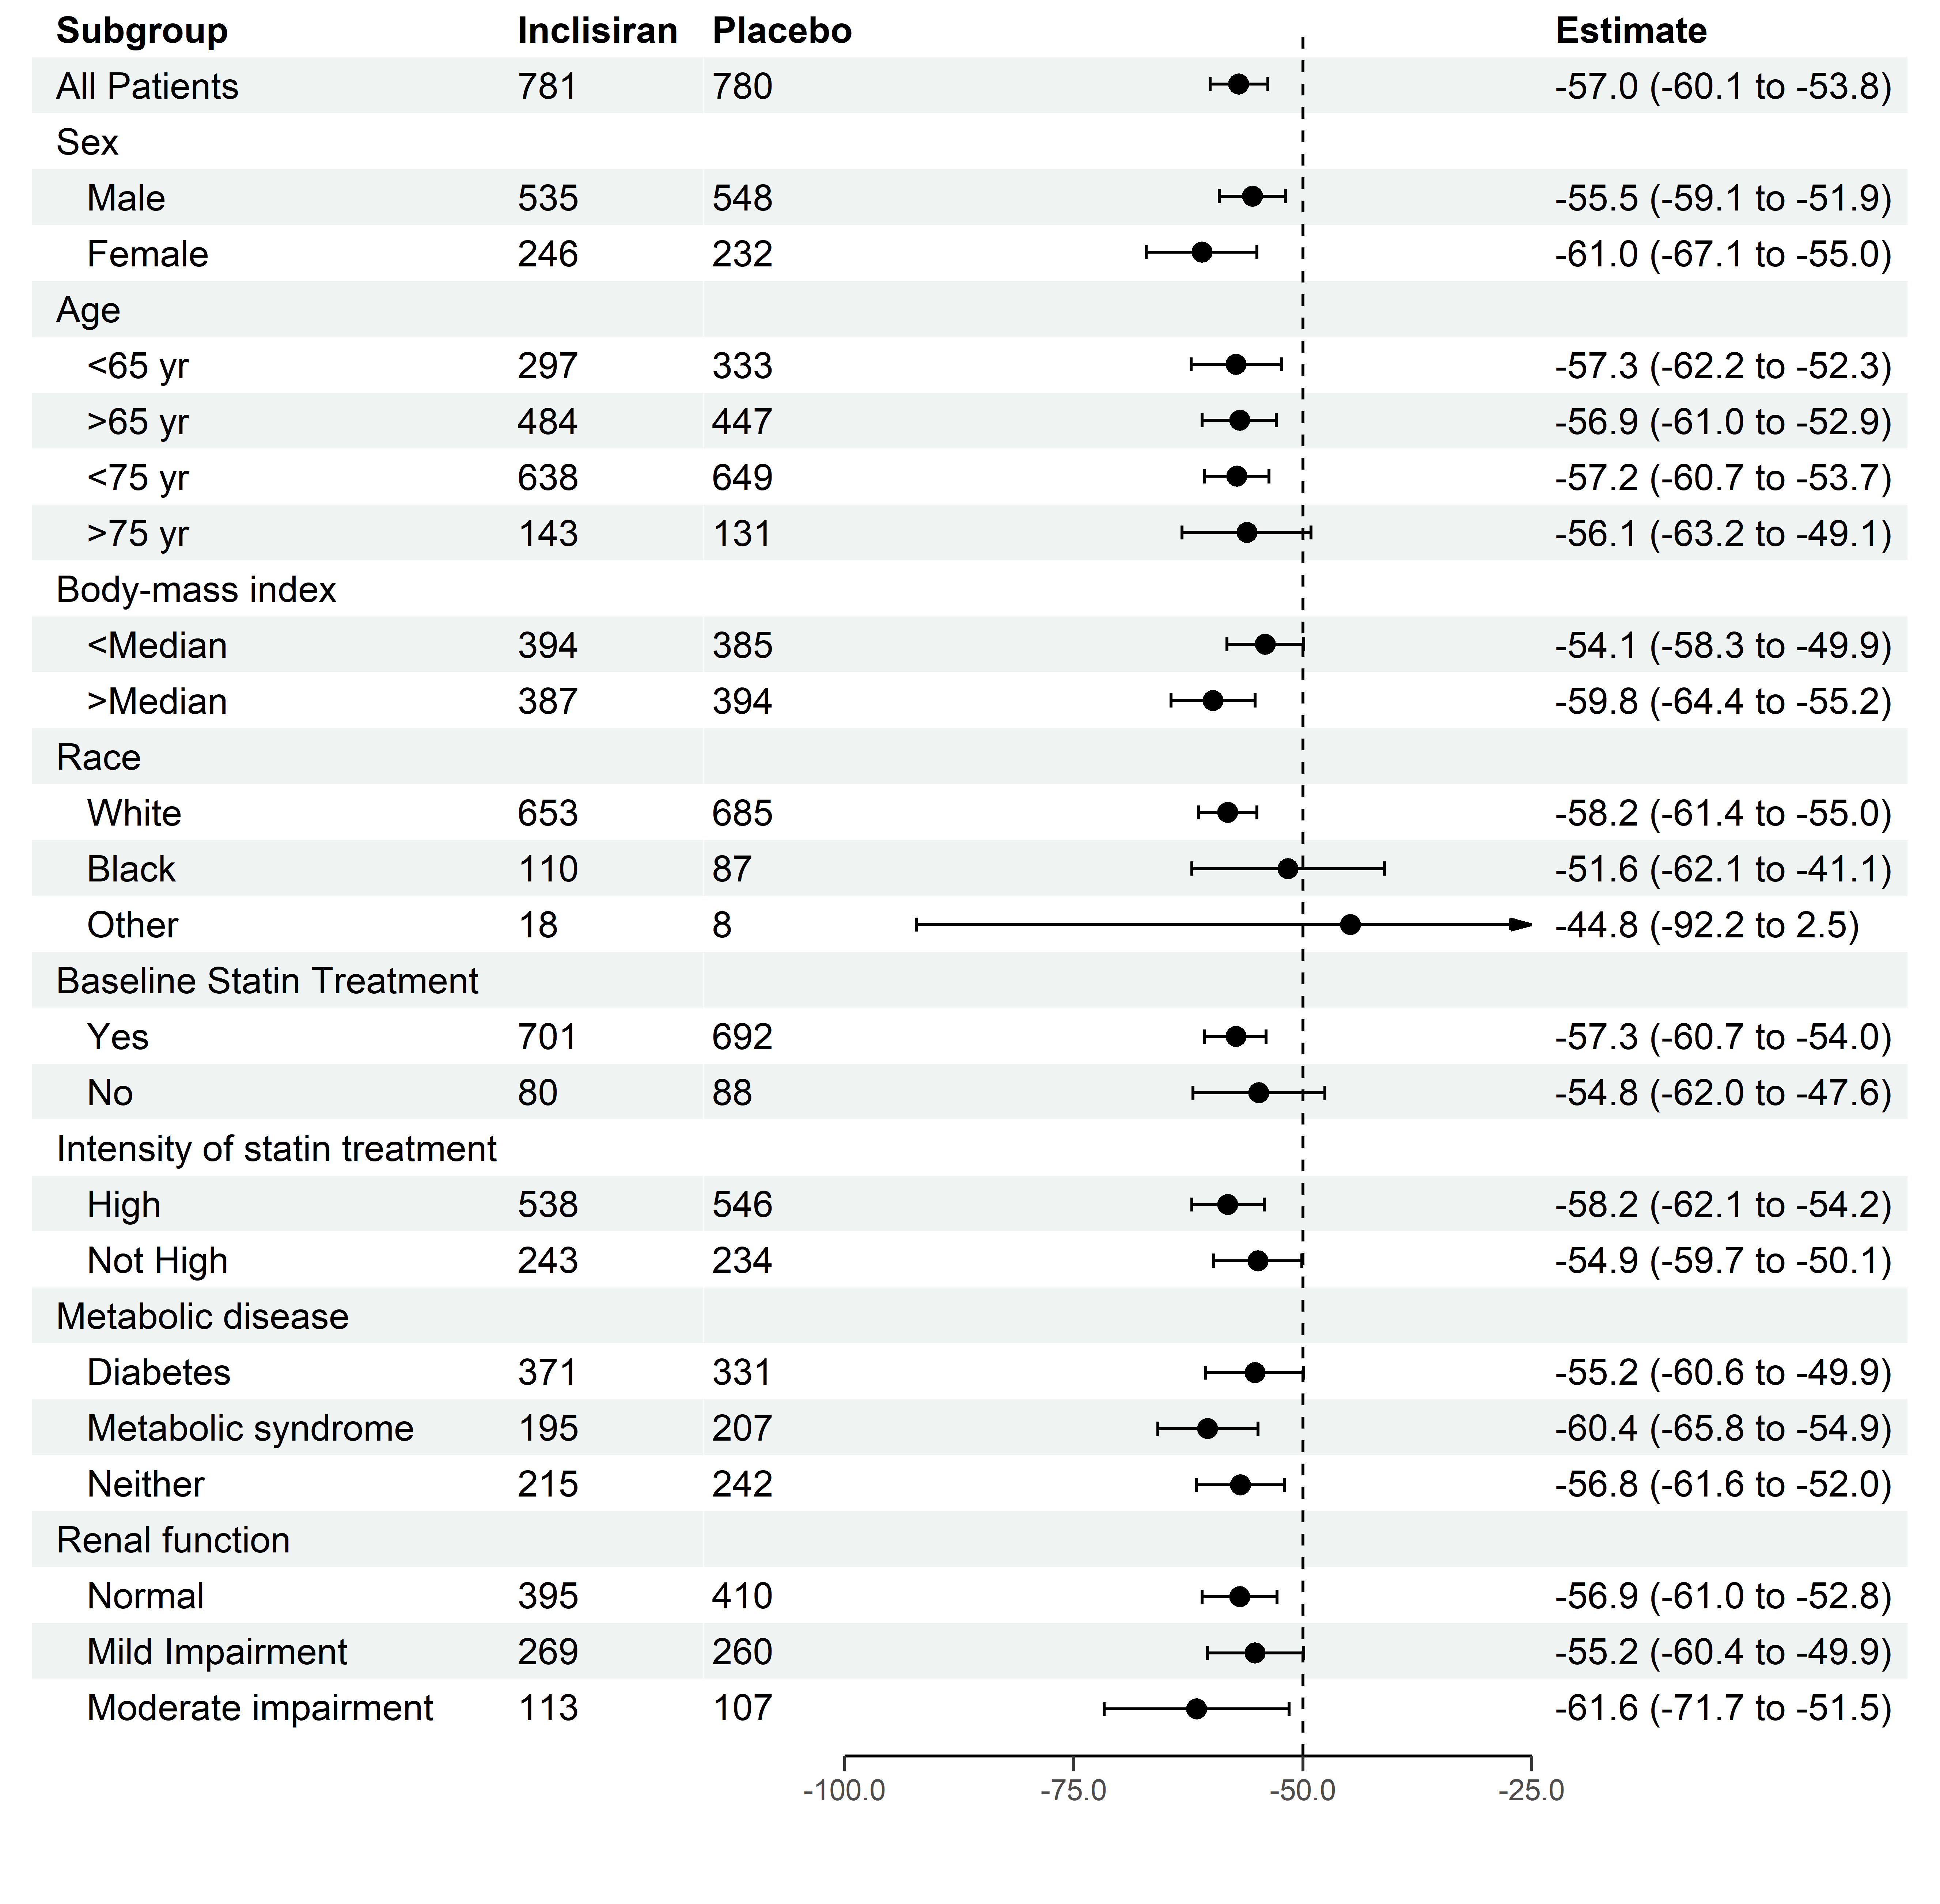 Subgroup Inclisiran Placebo Estimate
All Patients 781 780 -57.0 (-60.1 to -53.8)
Sex
Male 535 548 -55.5 (-59.1 to -51.9)
Female 246 232 -61.0 (-67.1 to -55.0)
Age
<65 yr 297 333 -57.3 (-62.2 to -52.3)
>65 yr 484 447 -56.9 (-61.0 to -52.9)
<75 yr 638 649 -57.2 (-60.7 to -53.7)
>75 yr 143 131 -56.1 (-63.2 to -49.1)
Body-mass index
<Median 394 385 -54.1 (-58.3 to -49.9)
>Median 387 394 -59.8 (-64.4 to -55.2)
Race
White 653 685 -58.2 (-61.4 to -55.0)
Black 110 87 -51.6 (-62.1 to -41.1)
Other 18 8 -44.8 (-92.2 to 2.5)
Baseline Statin Treatment
Yes 701 692 -57.3 (-60.7 to -54.0)
No 80 88 -54.8 (-62.0 to -47.6)
Intensity of statin treatment
High 538 546 -58.2 (-62.1 to -54.2)
Not High 243 234 -54.9 (-59.7 to -50.1)
Metabolic disease
Diabetes 371 331 -55.2 (-60.6 to -49.9)
Metabolic syndrome 195 207 -60.4 (-65.8 to -54.9)
Neither 215 242 -56.8 (-61.6 to -52.0)
Renal function
Normal 395 410 -56.9 (-61.0 to -52.8)
Mild Impairment 269 260 -55.2 (-60.4 to -49.9)
Moderate impairment 113 107 -61.6 (-71.7 to -51.5)
-100.0 -75.0 -50.0 -25.0